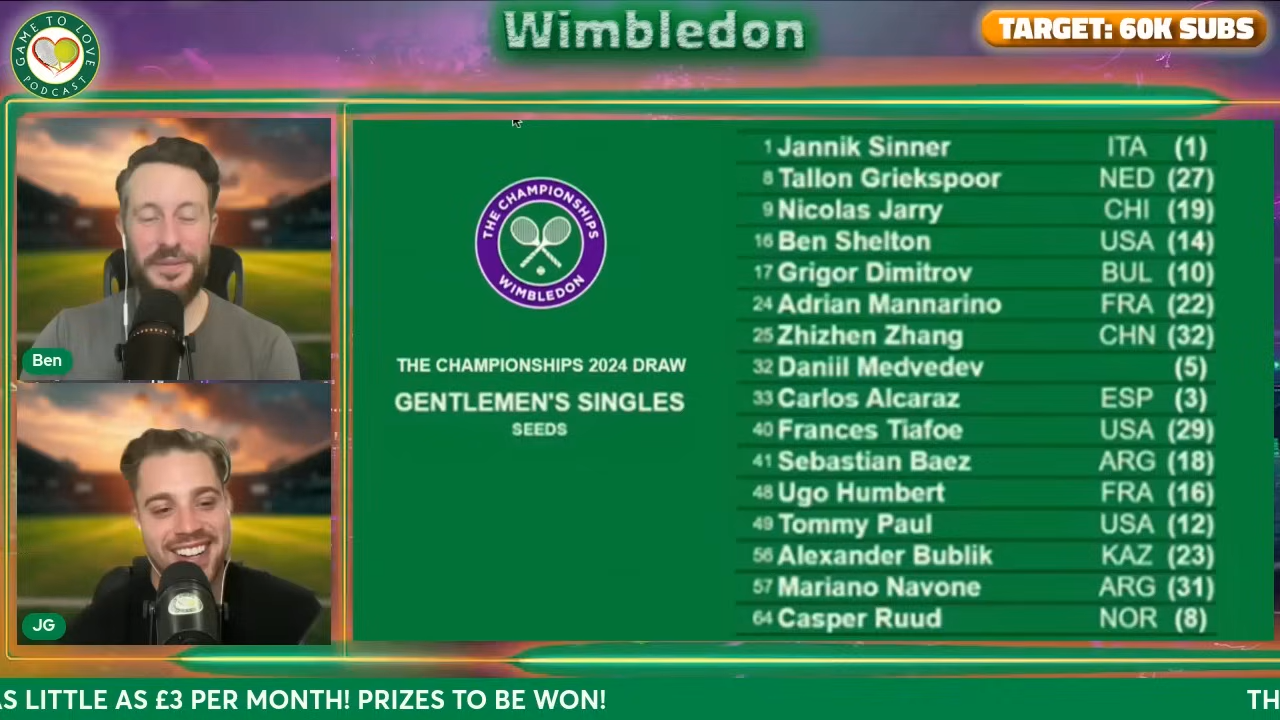 GAME TO LOVE
PODCAST
Wimbledon
TARGET: 60K SUBS
Ben
JG
THE CHAMPIONSHIPS
WIMBLEDON
THE CHAMPIONSHIPS 2024 DRAW
GENTLEMEN'S SINGLES
SEEDS
1 Jannik Sinner ITA (1)
8 Tallon Griekspoor NED (27)
9 Nicolas Jarry CHI (19)
16 Ben Shelton USA (14)
17 Grigor Dimitrov BUL (10)
24 Adrian Mannarino FRA (22)
25 Zhizhen Zhang CHN (32)
32 Daniil Medvedev (5)
33 Carlos Alcaraz ESP (3)
40 Frances Tiafoe USA (29)
41 Sebastian Baez ARG (18)
48 Ugo Humbert FRA (16)
49 Tommy Paul USA (12)
56 Alexander Bublik KAZ (23)
57 Mariano Navone ARG (31)
64 Casper Ruud NOR (8)
AS LITTLE AS £3 PER MONTH! PRIZES TO BE WON! TH